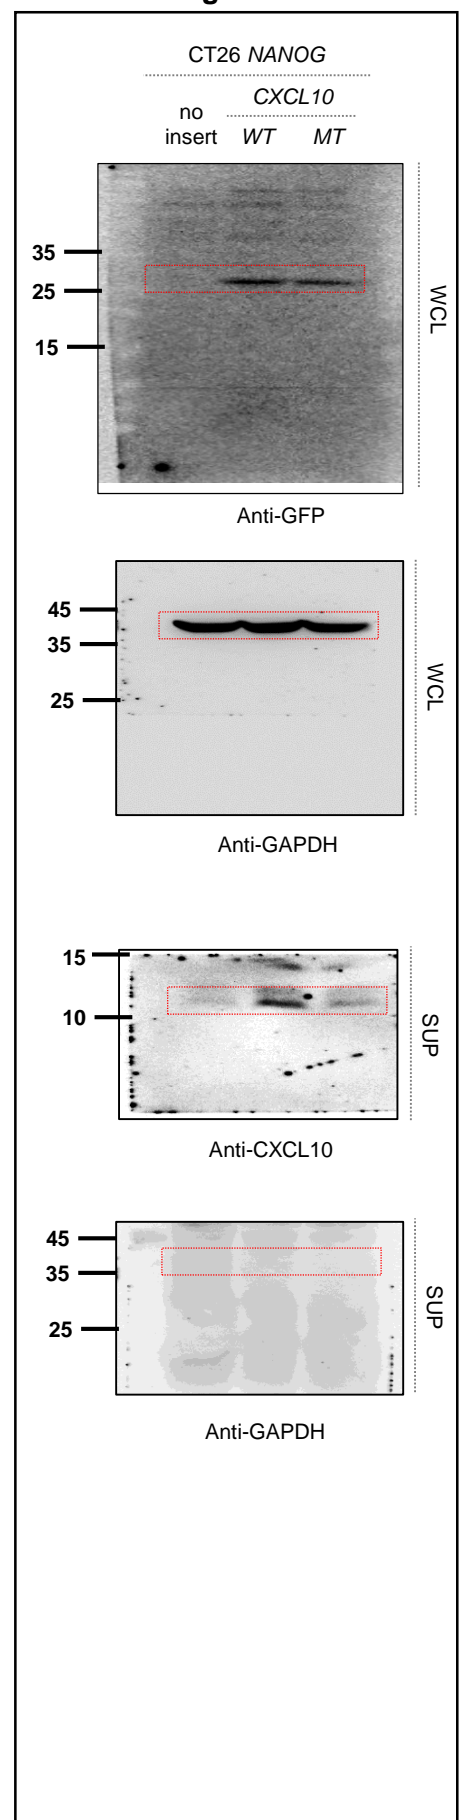 CT26 NANOG
CXCL10
no
insert WT MT
35
25
15
WCL
Anti-GFP
45
35
25
WCL
Anti-GAPDH
15
10
SUP
Anti-CXCL10
45
35
25
SUP
Anti-GAPDH